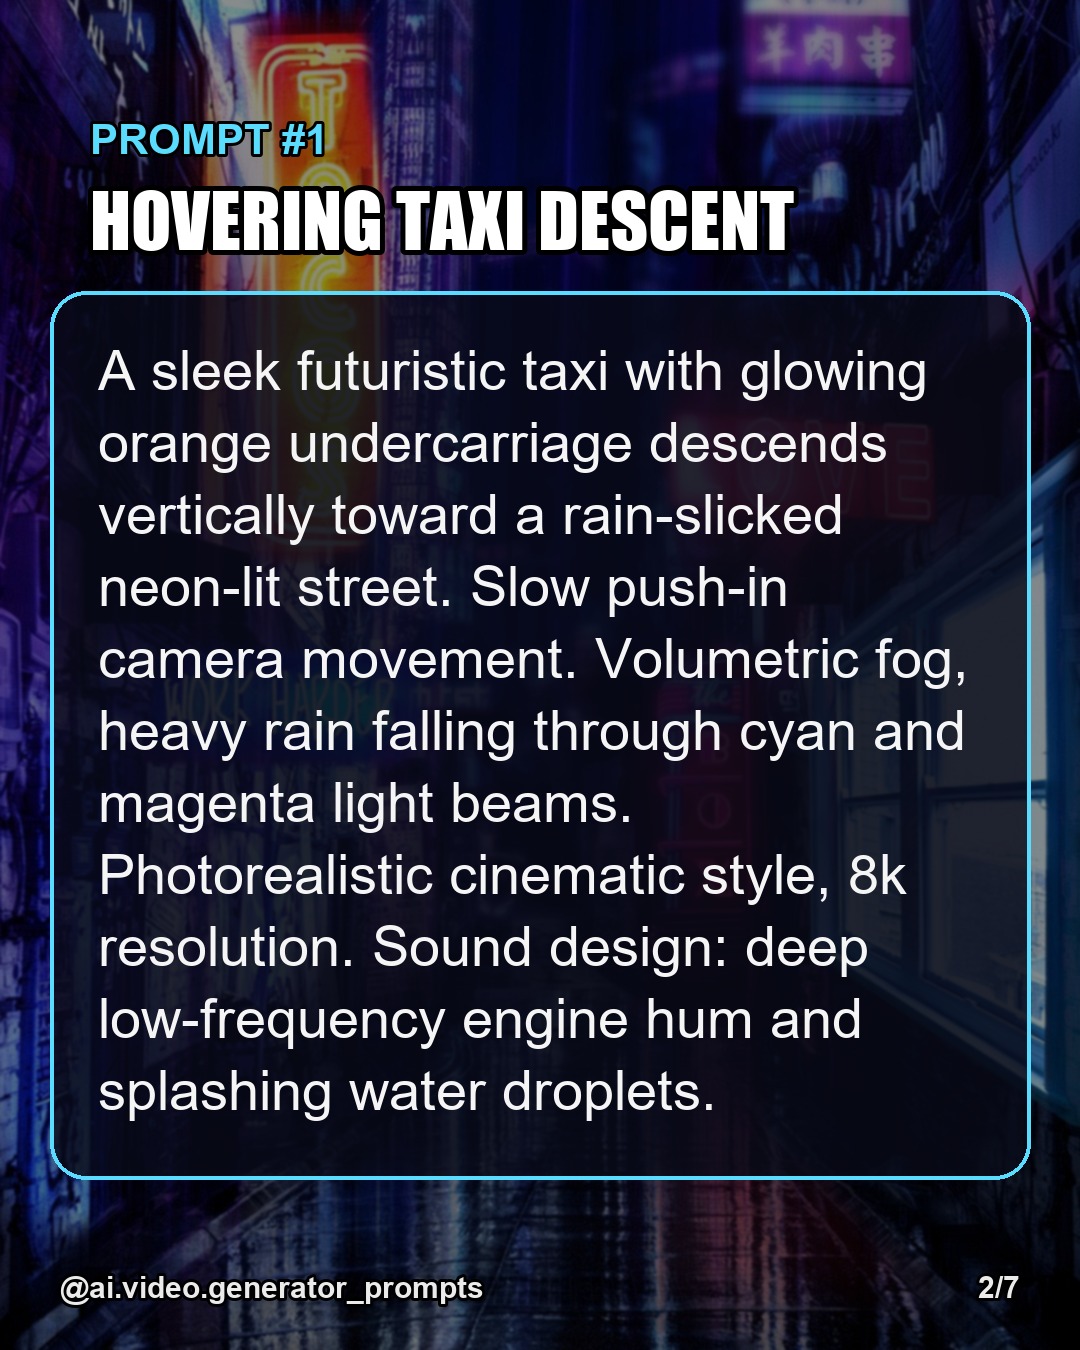 羊肉串
PROMPT #1
HOVERING TAXI DESCENT
A sleek futuristic taxi with glowing
orange undercarriage descends
vertically toward a rain-slicked
neon-lit street. Slow push-in
camera movement. Volumetric fog,
heavy rain falling through cyan and
magenta light beams.
Photorealistic cinematic style, 8k
resolution. Sound design: deep
low-frequency engine hum and
splashing water droplets.
@ai.video.generator_prompts
2/7